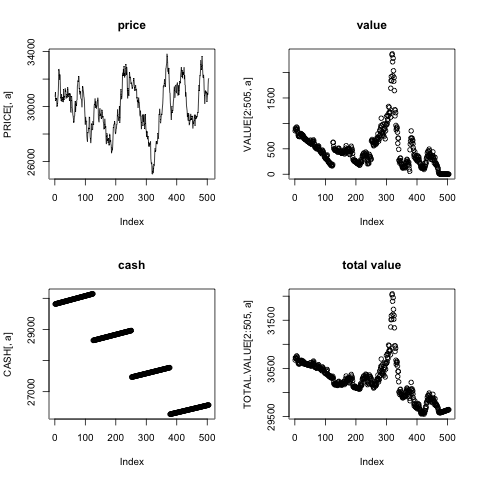 price
PRICE[, a]
26000
30000
34000
0
100
200
300
400
500
Index
value
VALUE[2:505, a]
0
500
1500
0
100
200
300
400
500
Index
cash
CASH[, a]
27000
29000
0
100
200
300
400
500
Index
total value
TOTAL.VALUE[2:505, a]
29500
30500
31500
0
100
200
300
400
500
Index